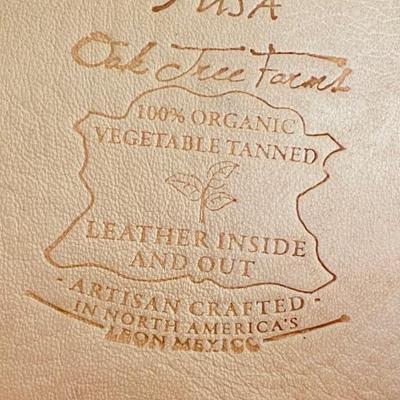 USA
Oak Tree Farms
100% ORGANIC
VEGETABLE TANNED
LEATHER INSIDE
AND OUT
- ARTISAN CRAFTED -
IN NORTH AMERICA'S
LEON MEXICO